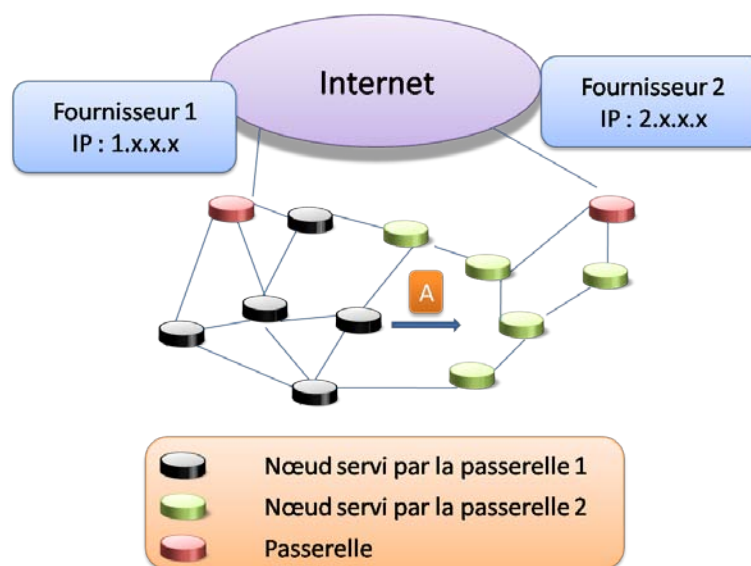 Internet
Fournisseur 1
IP : 1.x.x.x
Fournisseur 2
IP : 2.x.x.x
A
Nœud servi par la passerelle 1
Nœud servi par la passerelle 2
Passerelle